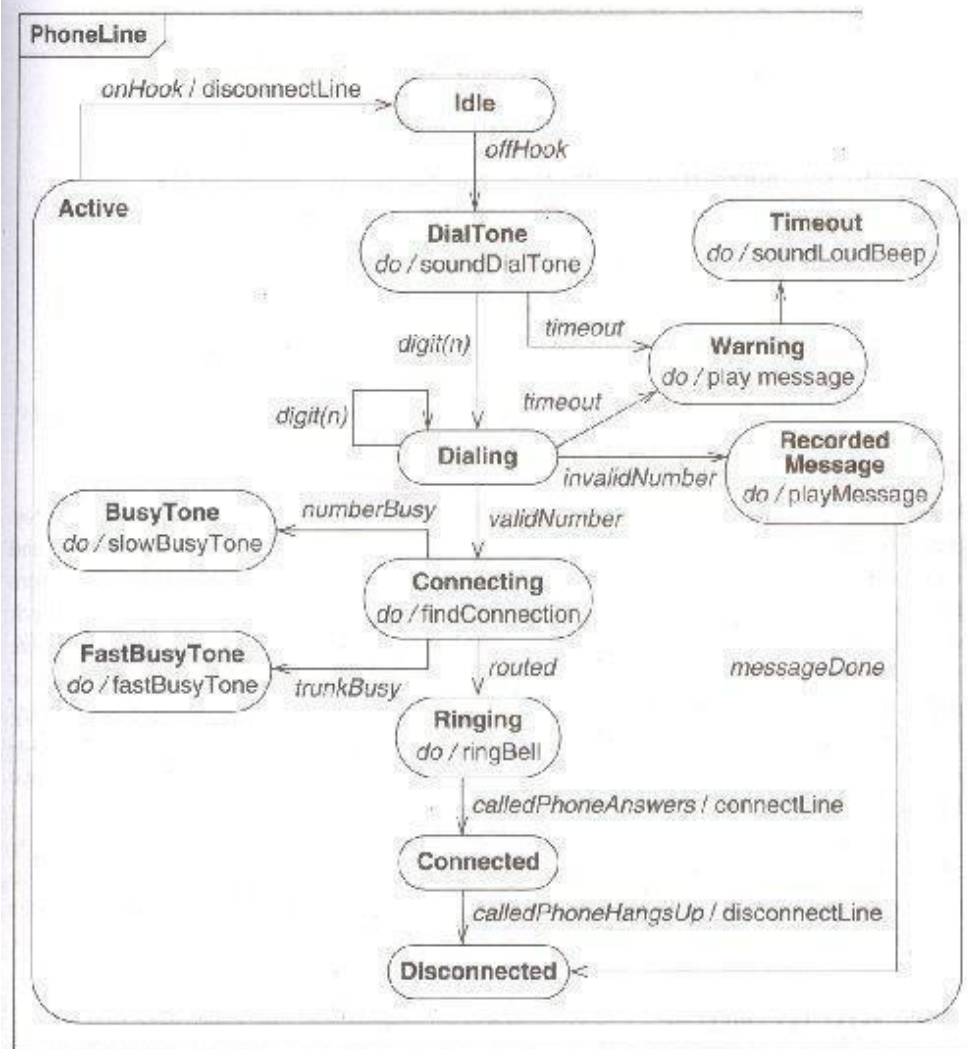 PhoneLine
onHook / disconnectLine
Idle
offHook
Active
DialTone
do / soundDialTone
Timeout
do / soundLoudBeep
digit(n)
timeout
Warning
do / play message
digit(n)
timeout
Dialing
Recorded
Message
do / playMessage
invalidNumber
BusyTone
do / slowBusyTone
numberBusy
validNumber
Connecting
do / findConnection
FastBusyTone
do / fastBusyTone
trunkBusy
routed
messageDone
Ringing
do / ringBell
calledPhoneAnswers / connectLine
Connected
calledPhoneHangsUp / disconnectLine
Disconnected